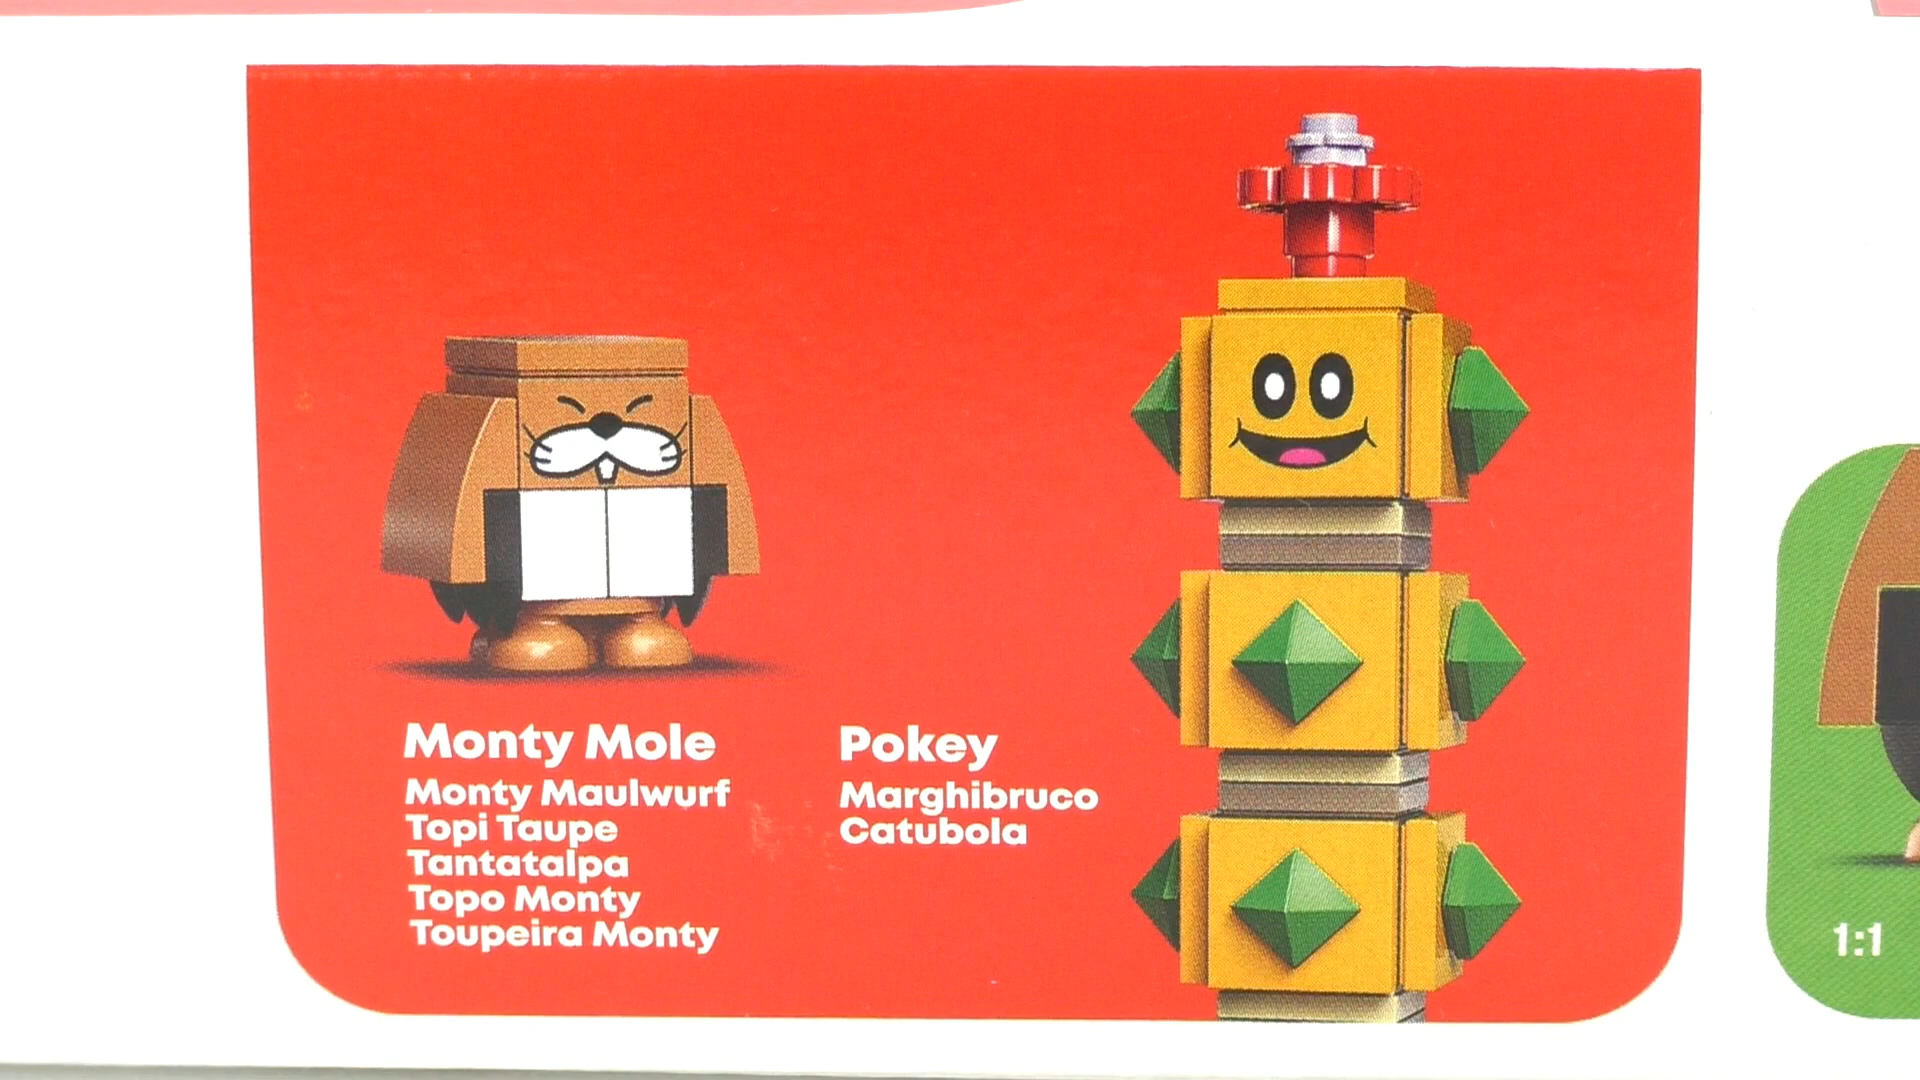 Monty Mole
Monty Maulwurf
Topi Taupe
Tantatalpa
Topo Monty
Toupeira Monty
Pokey
Marghibruco
Catubola
1:1